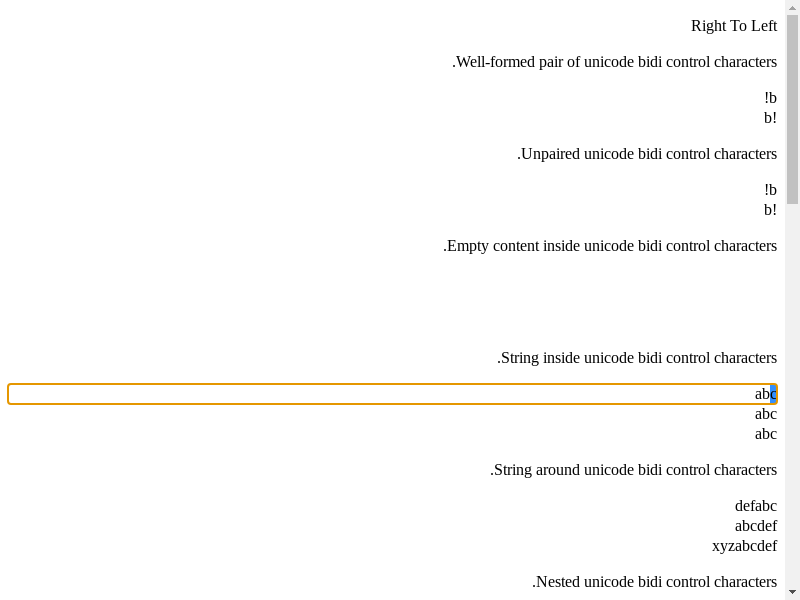 Right To Left
.Well-formed pair of unicode bidi control characters
!b
b!
.Unpaired unicode bidi control characters
!b
b!
.Empty content inside unicode bidi control characters
.String inside unicode bidi control characters
abc
abc
abc
.String around unicode bidi control characters
defabc
abcdef
xyzabcdef
.Nested unicode bidi control characters